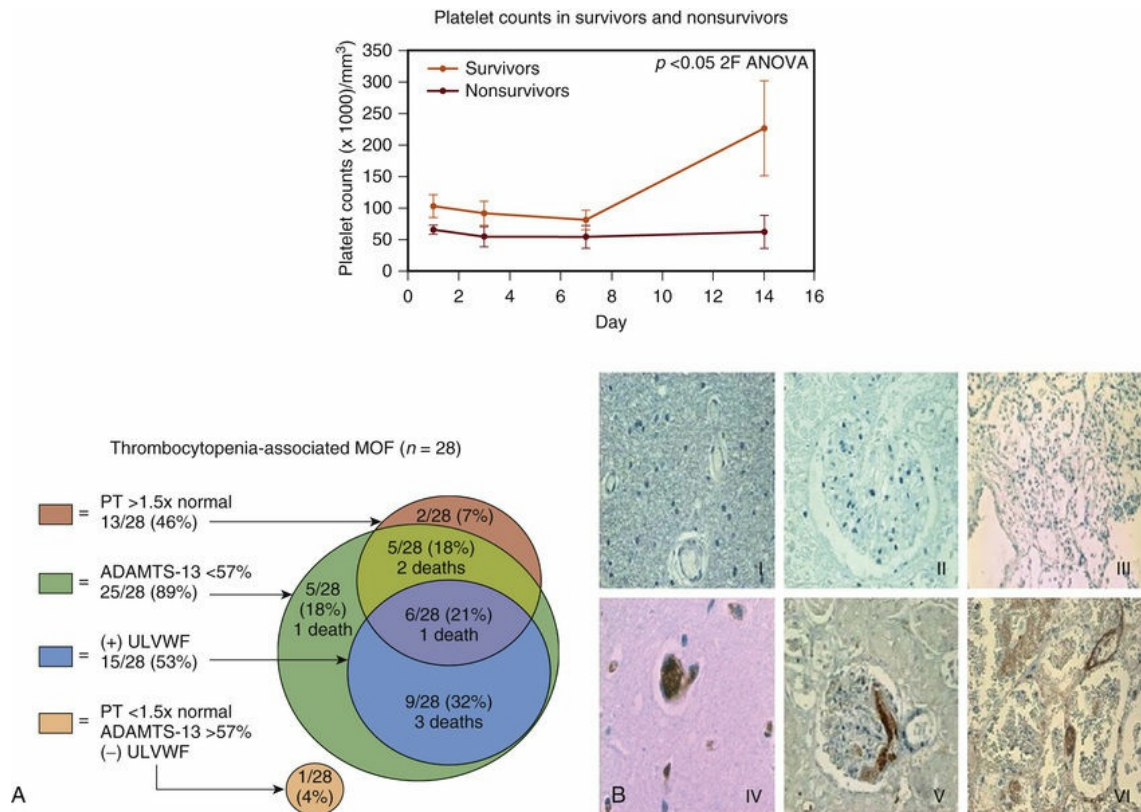 Platelet counts in survivors and nonsurvivors
Platelet counts (x 1000)/mm³
350
300
250
200
150
100
50
0
Survivors
Nonsurvivors
p <0.05 2F ANOVA
0 2 4 6 8 10 12 14 16
Day
Thrombocytopenia-associated MOF (n = 28)
= PT >1.5x normal
13/28 (46%)
= ADAMTS-13 <57%
25/28 (89%)
= (+) ULVWF
15/28 (53%)
= PT <1.5x normal
ADAMTS-13 >57%
(−) ULVWF
2/28 (7%)
5/28 (18%)
2 deaths
5/28
(18%)
1 death
6/28 (21%)
1 death
9/28 (32%)
3 deaths
1/28
(4%)
A
I
II
III
B
IV
V
VI